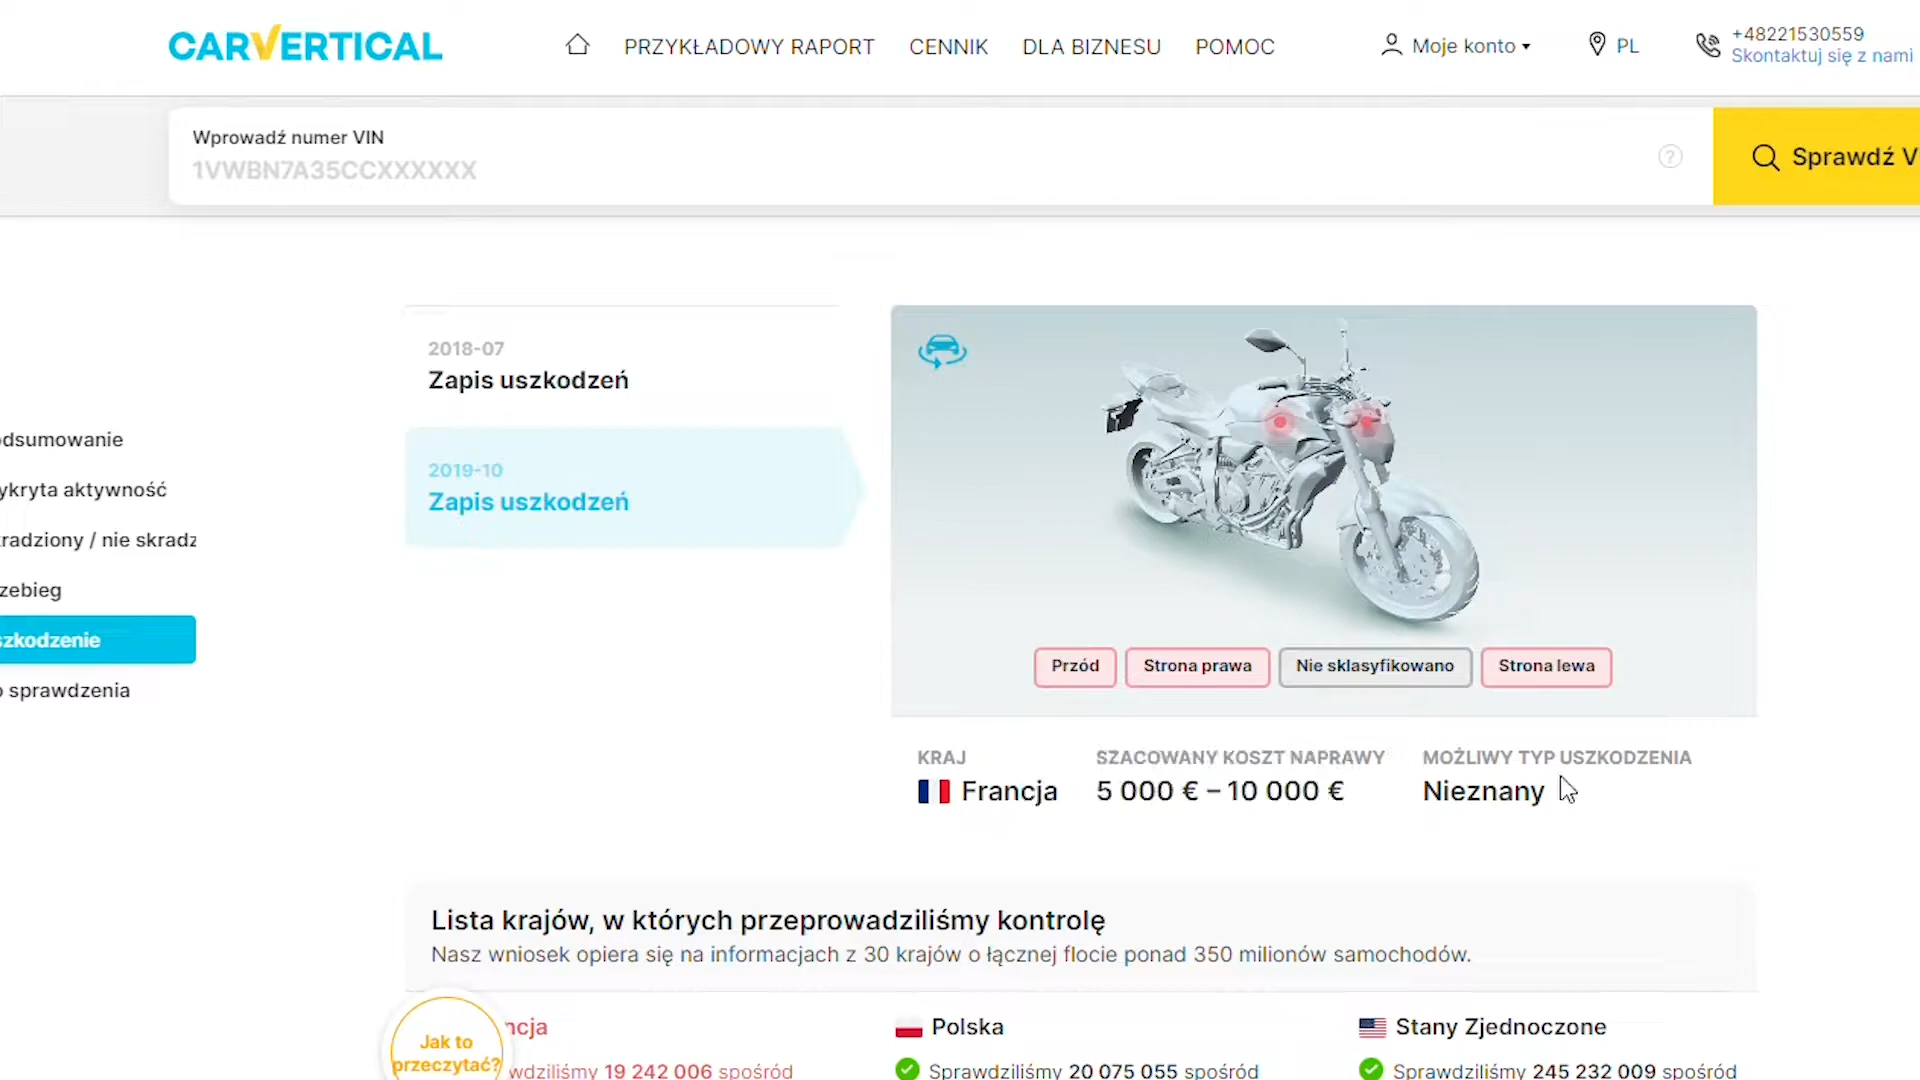 CARVERTICAL
PRZYKŁADOWY RAPORT
CENNIK
DLA BIZNESU
POMOC
Moje konto
PL
+48221530559
Skontaktuj się z nami
Wprowadź numer VIN
1VWBN7A35CCXXXXXX
?
Sprawdź V
odsumowanie
ykryta aktywność
radziony / nie skradz
zebieg
szkodzenie
o sprawdzenia
2018-07
Zapis uszkodzeń
2019-10
Zapis uszkodzeń
Przód
Strona prawa
Nie sklasyfikowano
Strona lewa
KRAJ
Francja
SZACOWANY KOSZT NAPRAWY
5 000 € – 10 000 €
MOŻLIWY TYP USZKODZENIA
Nieznany
Lista krajów, w których przeprowadziliśmy kontrolę
Nasz wniosek opiera się na informacjach z 30 krajów o łącznej flocie ponad 350 milionów samochodów.
Jak to
przeczytać?
ncja
wdziliśmy 19 242 006 spośród
Polska
Sprawdziliśmy 20 075 055 spośród
Stany Zjednoczone
Sprawdziliśmy 245 232 009 spośród